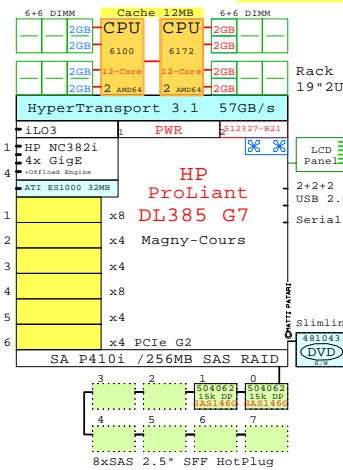 6+6 DIMM Cache 12MB 6+6 DIMM
2GB CPU CPU 2GB
2GB 6100 6172 2GB
2GB 12-Core 12-Core 2GB
2GB 2 AMD64 2 AMD64 2GB
Rack
19"2U
HyperTransport 3.1 57GB/s
iLO3 1 PWR 2 512327-B21
1 HP NC382i
4x GigE
4 +Offload Engine
ATI ES1000 32MB
LCD
Panel
HP
ProLiant
DL385 G7
Magny-Cours
2+2+2
USB 2.0
Serial
1 x8
2 x4
3 x4
4 x8
5 x4
6 x4 PCIe G2
©MATTI PATARI
SA P410i /256MB SAS RAID
Slimlin
481043
DVD
R/W
3 2 1 0
504062 504062
15k DP 15k DP
SAS146G SAS146G
4 5 6 7
8xSAS 2.5" SFF HotPlug